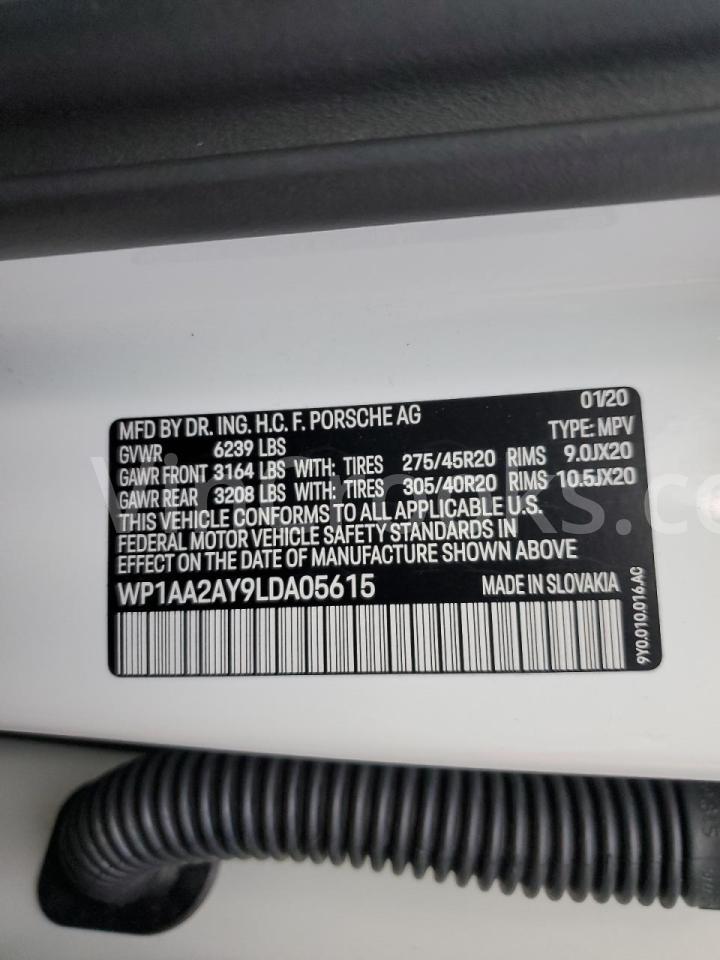 MFD BY DR. ING. H.C. F. PORSCHE AG 01/20
GVWR 6239 LBS TYPE: MPV
GAWR FRONT 3164 LBS WITH: TIRES 275/45R20 RIMS 9.0JX20
GAWR REAR 3208 LBS WITH: TIRES 305/40R20 RIMS 10.5JX20
THIS VEHICLE CONFORMS TO ALL APPLICABLE U.S.
FEDERAL MOTOR VEHICLE SAFETY STANDARDS IN
EFFECT ON THE DATE OF MANUFACTURE SHOWN ABOVE
WP1AA2AY9LDA05615 MADE IN SLOVAKIA
9Y0.010.016.AC